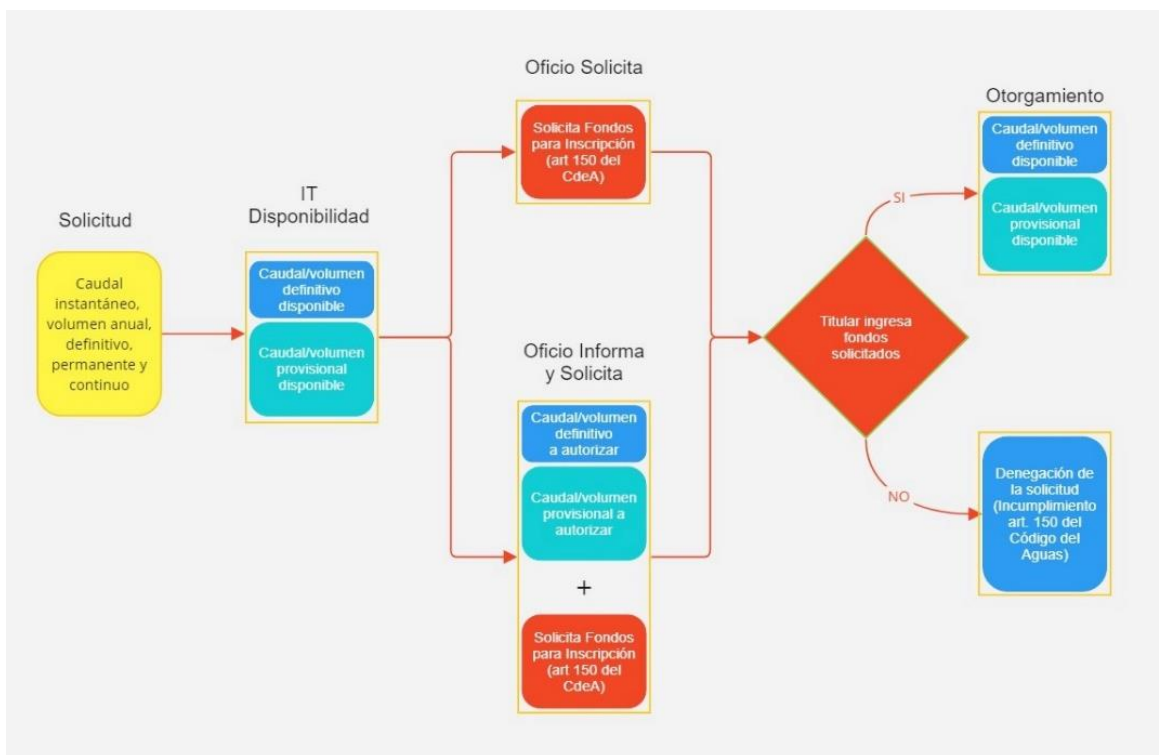 Solicitud
Caudal
instantáneo,
volumen anual,
definitivo,
permanente y
continuo
IT
Disponibilidad
Caudal/volumen
definitivo
disponible
Caudal/volumen
provisional
disponible
Oficio Solicita
Solicita Fondos
para Inscripción
(art 150 del
CdeA)
Oficio Informa
y Solicita
Caudal/volumen
definitivo
a autorizar
Caudal/volumen
provisional a
autorizar
+
Solicita Fondos
para Inscripción
(art 150 del
CdeA)
Titular ingresa
fondos
solicitados
SI
NO
Otorgamiento
Caudal/volumen
definitivo
disponible
Caudal/volumen
provisional
disponible
Denegación de
la solicitud
(Incumplimiento
art. 150 del
Código del
Aguas)